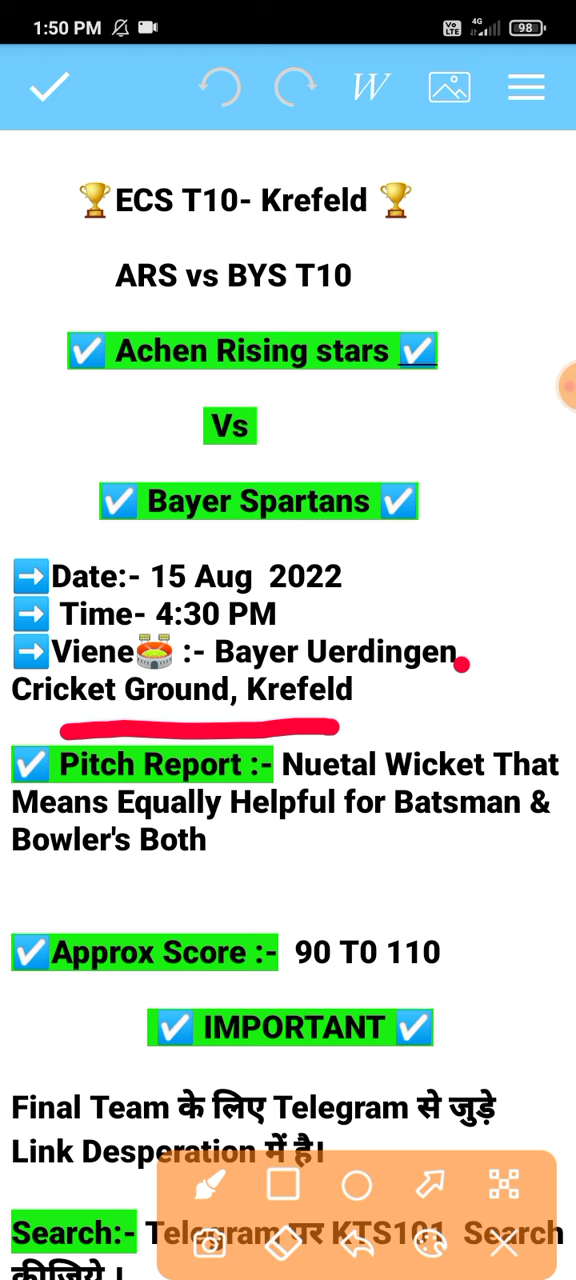 1:50 PM
Vo LTE 4G 98
W
🏆ECS T10- Krefeld 🏆
ARS vs BYS T10
✅ Achen Rising stars ✅
Vs
✅ Bayer Spartans ✅
➡️Date:- 15 Aug 2022
➡️ Time- 4:30 PM
➡️Viene🏟️ :- Bayer Uerdingen
Cricket Ground, Krefeld
✅ Pitch Report :- Nuetal Wicket That
Means Equally Helpful for Batsman &
Bowler's Both
✅Approx Score :- 90 T0 110
✅ IMPORTANT ✅
Final Team के लिए Telegram से जुड़े
Link Desperation में है।
Search:- Telegram पर KTS101 Search
कीजिये ।